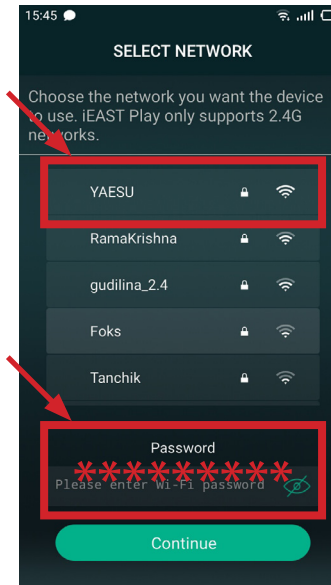 15:45
SELECT NETWORK
Choose the network you want the device
to use. iEAST Play only supports 2.4G
networks.
YAESU
RamaKrishna
gudilina_2.4
Foks
Tanchik
Password
**********
Please enter Wi-Fi password
Continue